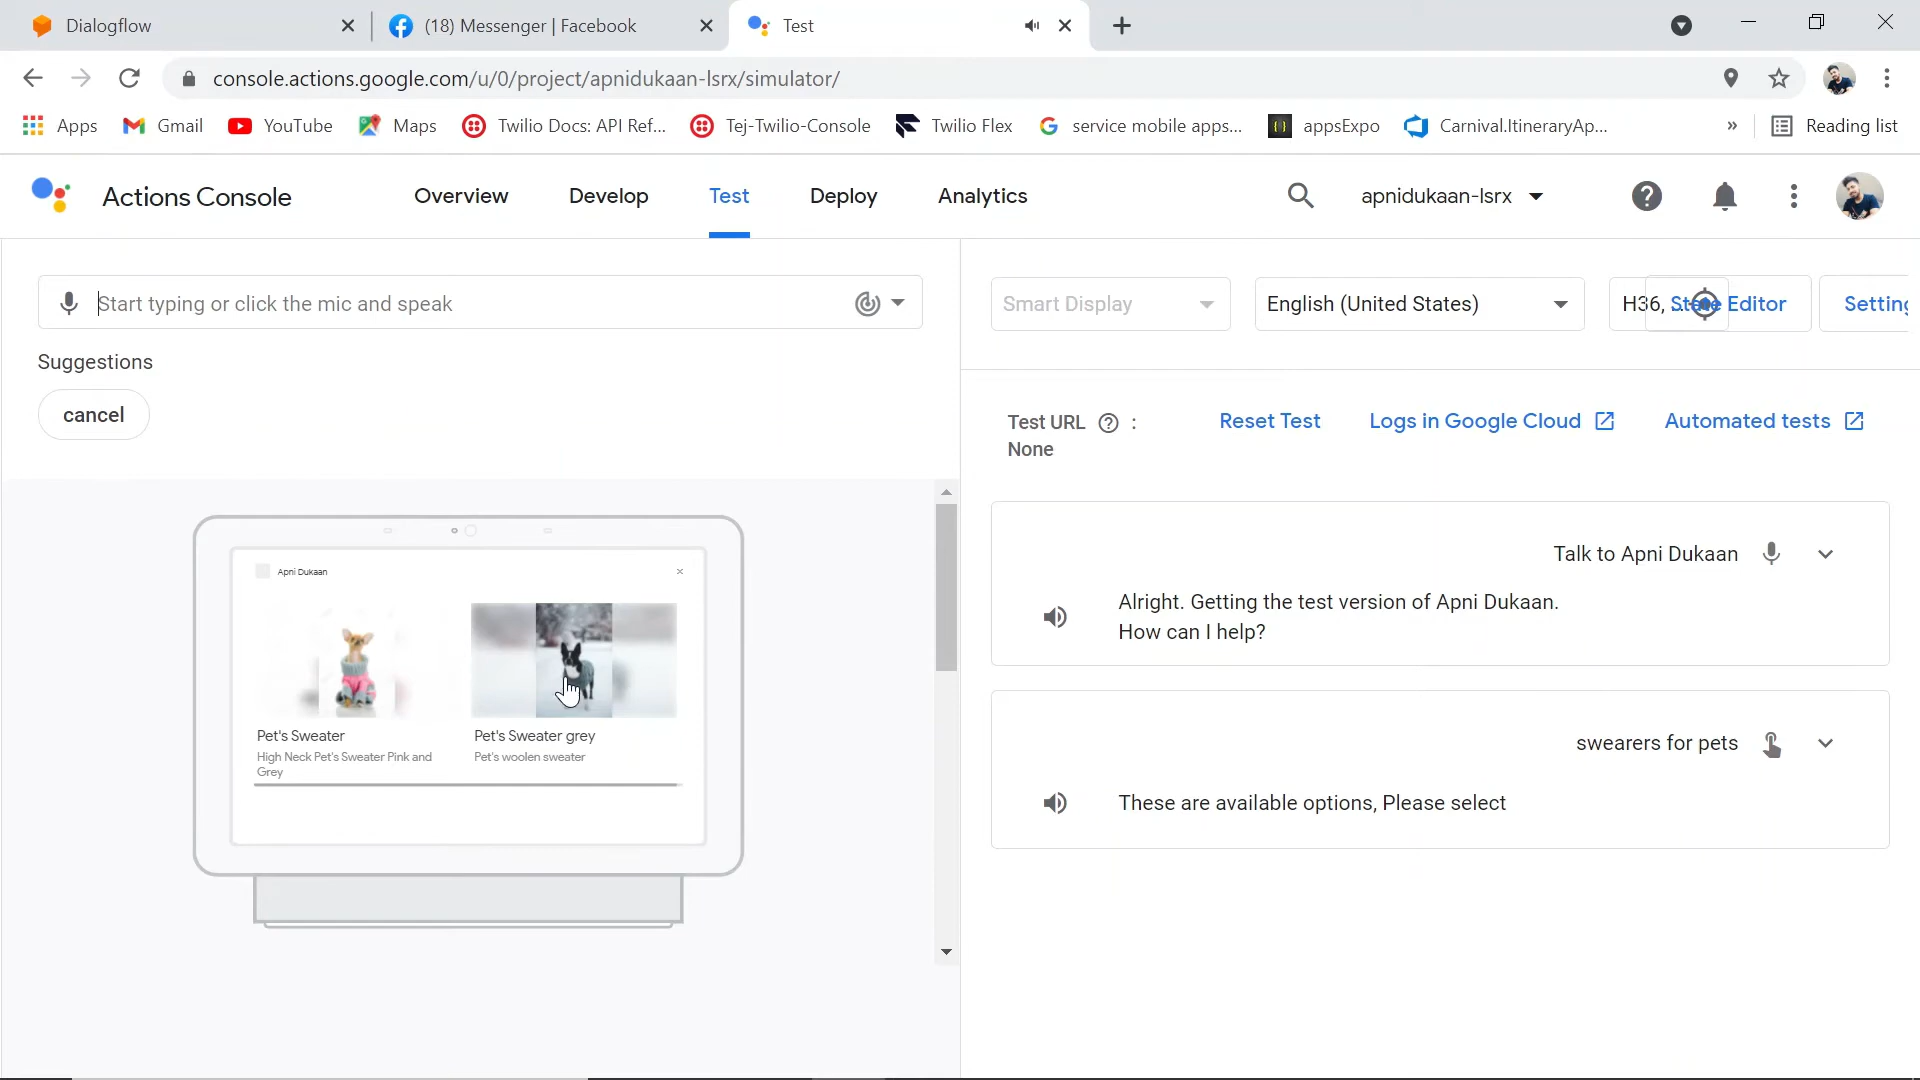 Dialogflow
(18) Messenger | Facebook
Test
console.actions.google.com/u/0/project/apnidukaan-lsrx/simulator/
Apps
Gmail
YouTube
Maps
Twilio Docs: API Ref...
Tej-Twilio-Console
Twilio Flex
service mobile apps...
appsExpo
Carnival.ItineraryAp...
»
Reading list
Actions Console
Overview
Develop
Test
Deploy
Analytics
apnidukaan-lsrx
Start typing or click the mic and speak
Smart Display
English (United States)
H36, ...
State Editor
Setting
Suggestions
cancel
Test URL :
None
Reset Test
Logs in Google Cloud
Automated tests
Apni Dukaan
Pet's Sweater
High Neck Pet's Sweater Pink and
Grey
Pet's Sweater grey
Pet's woolen sweater
Talk to Apni Dukaan
Alright. Getting the test version of Apni Dukaan.
How can I help?
swearers for pets
These are available options, Please select